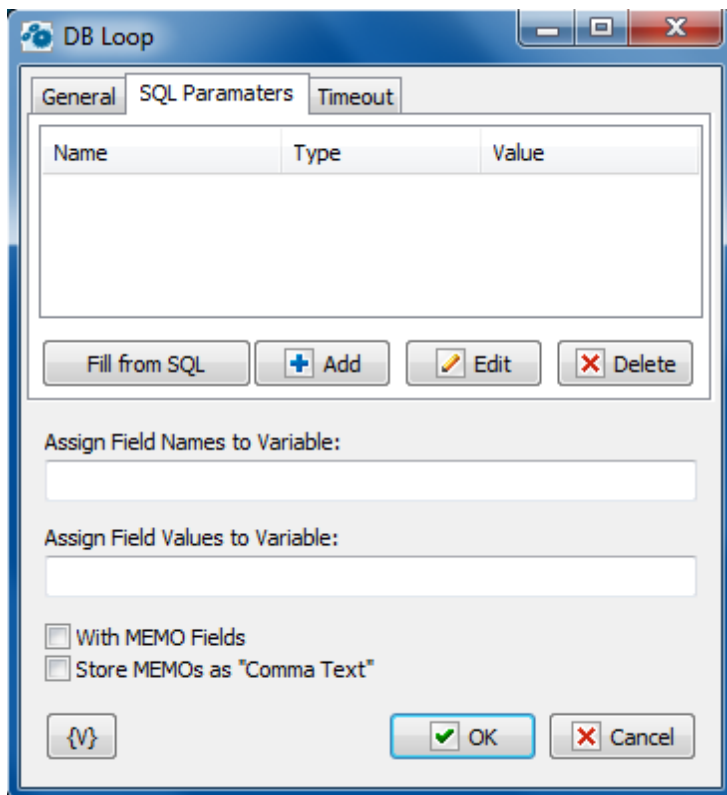 DB Loop
General SQL Paramaters Timeout
Name Type Value
Fill from SQL Add Edit Delete
Assign Field Names to Variable:
Assign Field Values to Variable:
With MEMO Fields
Store MEMOs as "Comma Text"
{V} OK Cancel